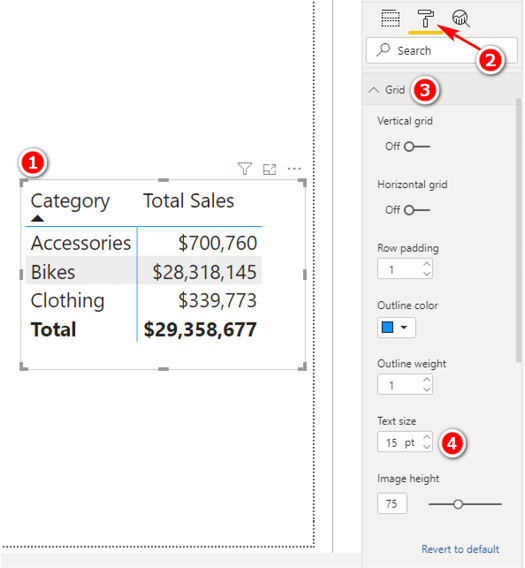 2
Search
Grid 3
Vertical grid
Off
Horizontal grid
Off
Row padding
1
Outline color
Outline weight
1
Text size
15 pt 4
Image height
75
Revert to default
1
Category Total Sales
Accessories $700,760
Bikes $28,318,145
Clothing $339,773
Total $29,358,677